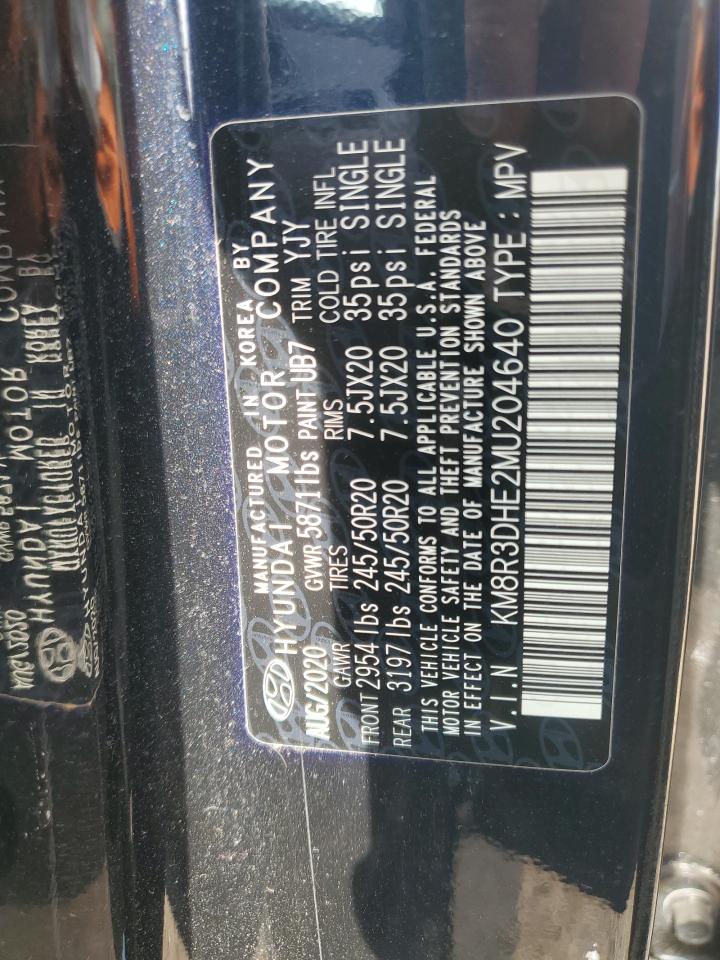 MANUFACTURED IN KOREA BY
HYUNDAI MOTOR COMPANY
AUG/2020 GVWR 5871lbs PAINT UB7 TRIM YJY
GAWR TIRES RIMS COLD TIRE INFL
FRONT 2954 lbs 245/50R20 7.5JX20 35psi SINGLE
REAR 3197 lbs 245/50R20 7.5JX20 35psi SINGLE
THIS VEHICLE CONFORMS TO ALL APPLICABLE U.S.A. FEDERAL
MOTOR VEHICLE SAFETY AND THEFT PREVENTION STANDARDS
IN EFFECT ON THE DATE OF MANUFACTURE SHOWN ABOVE
V.I.N KM8R3DHE2MU204640 TYPE : MPV